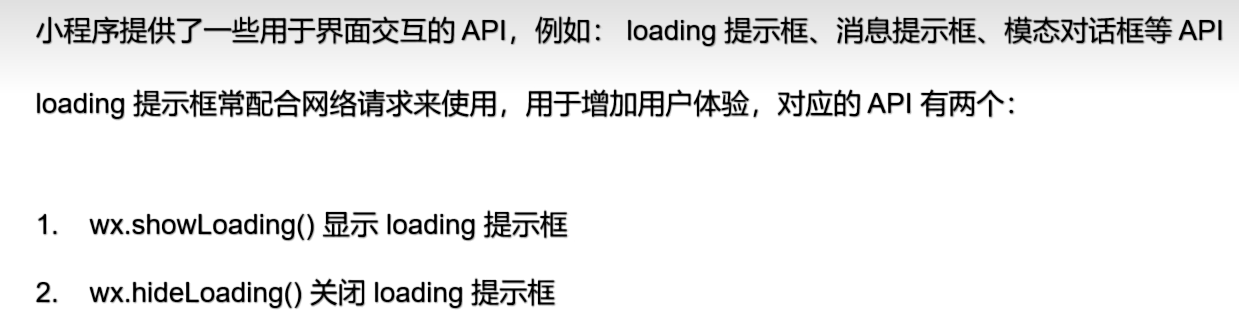 小程序提供了一些用于界面交互的 API，例如： loading 提示框、消息提示框、模态对话框等 API
loading 提示框常配合网络请求来使用，用于增加用户体验，对应的 API 有两个：
1. wx.showLoading() 显示 loading 提示框
2. wx.hideLoading() 关闭 loading 提示框